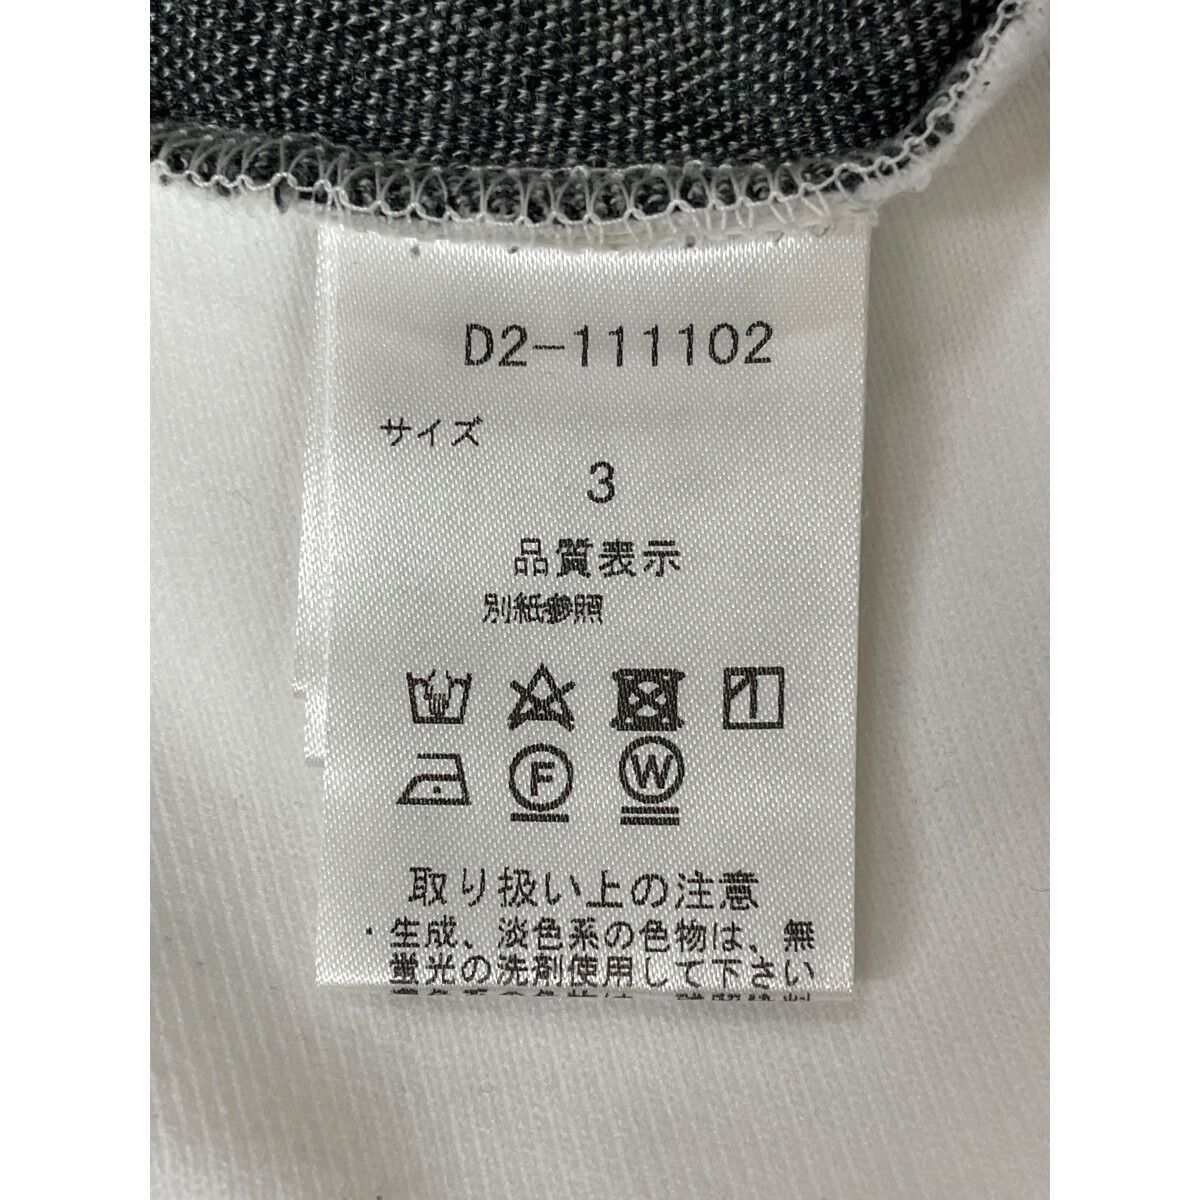 D2-111102
サイズ
3
品質表示
別紙参照
F
W
取り扱い上の注意
・生成、淡色系の色物は、無
蛍光の洗剤使用して下さい